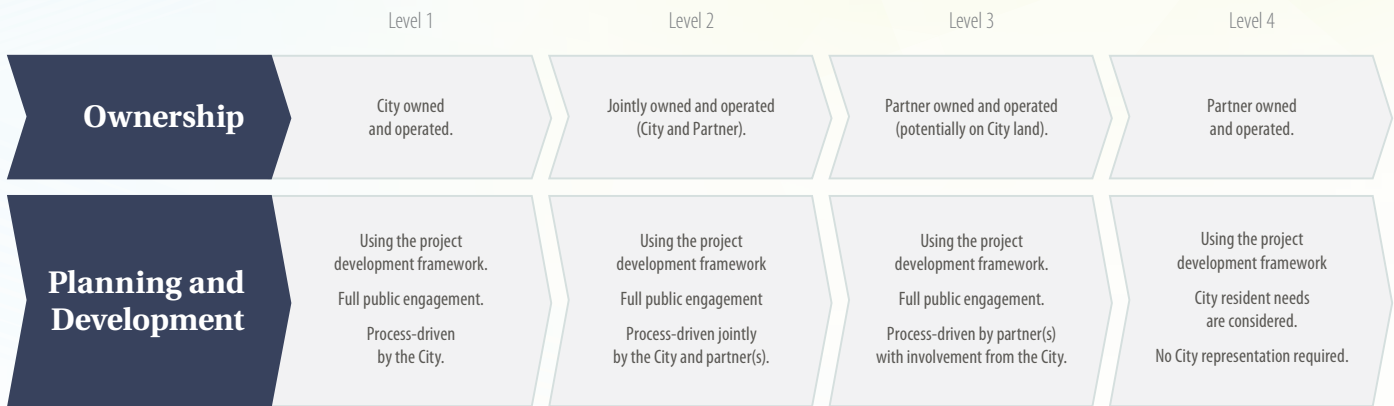 Level 1
Level 2
Level 3
Level 4
Ownership
City owned
and operated.
Jointly owned and operated
(City and Partner).
Partner owned and operated
(potentially on City land).
Partner owned
and operated.
Planning and
Development
Using the project
development framework.
Full public engagement.
Process-driven
by the City.
Using the project
development framework
Full public engagement
Process-driven jointly
by the City and partner(s).
Using the project
development framework.
Full public engagement.
Process-driven by partner(s)
with involvement from the City.
Using the project
development framework
City resident needs
are considered.
No City representation required.